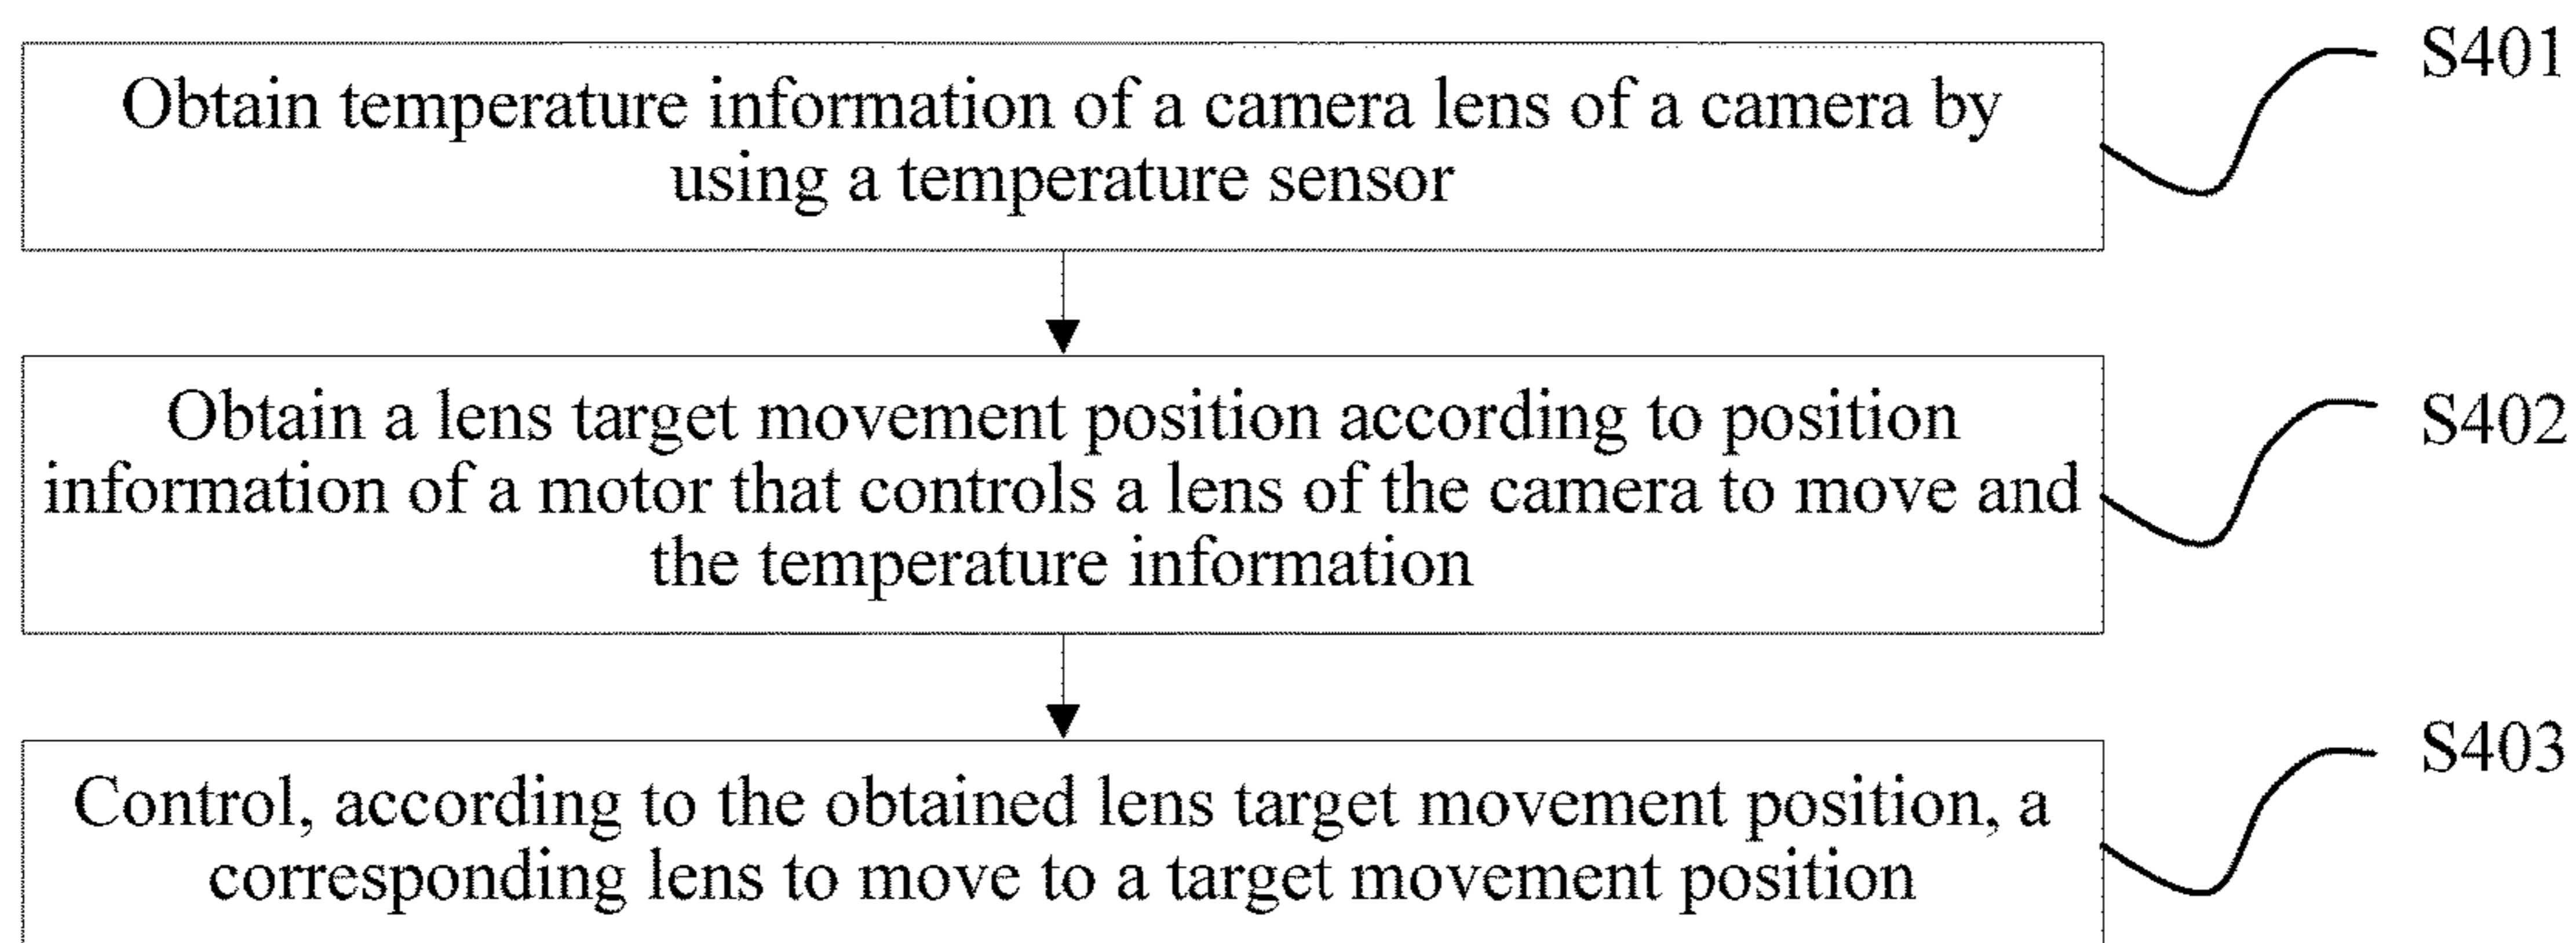 Obtain temperature information of a camera lens of a camera by
using a temperature sensor
S401
Obtain a lens target movement position according to position
information of a motor that controls a lens of the camera to move and
the temperature information
S402
Control, according to the obtained lens target movement position, a
corresponding lens to move to a target movement position
S403